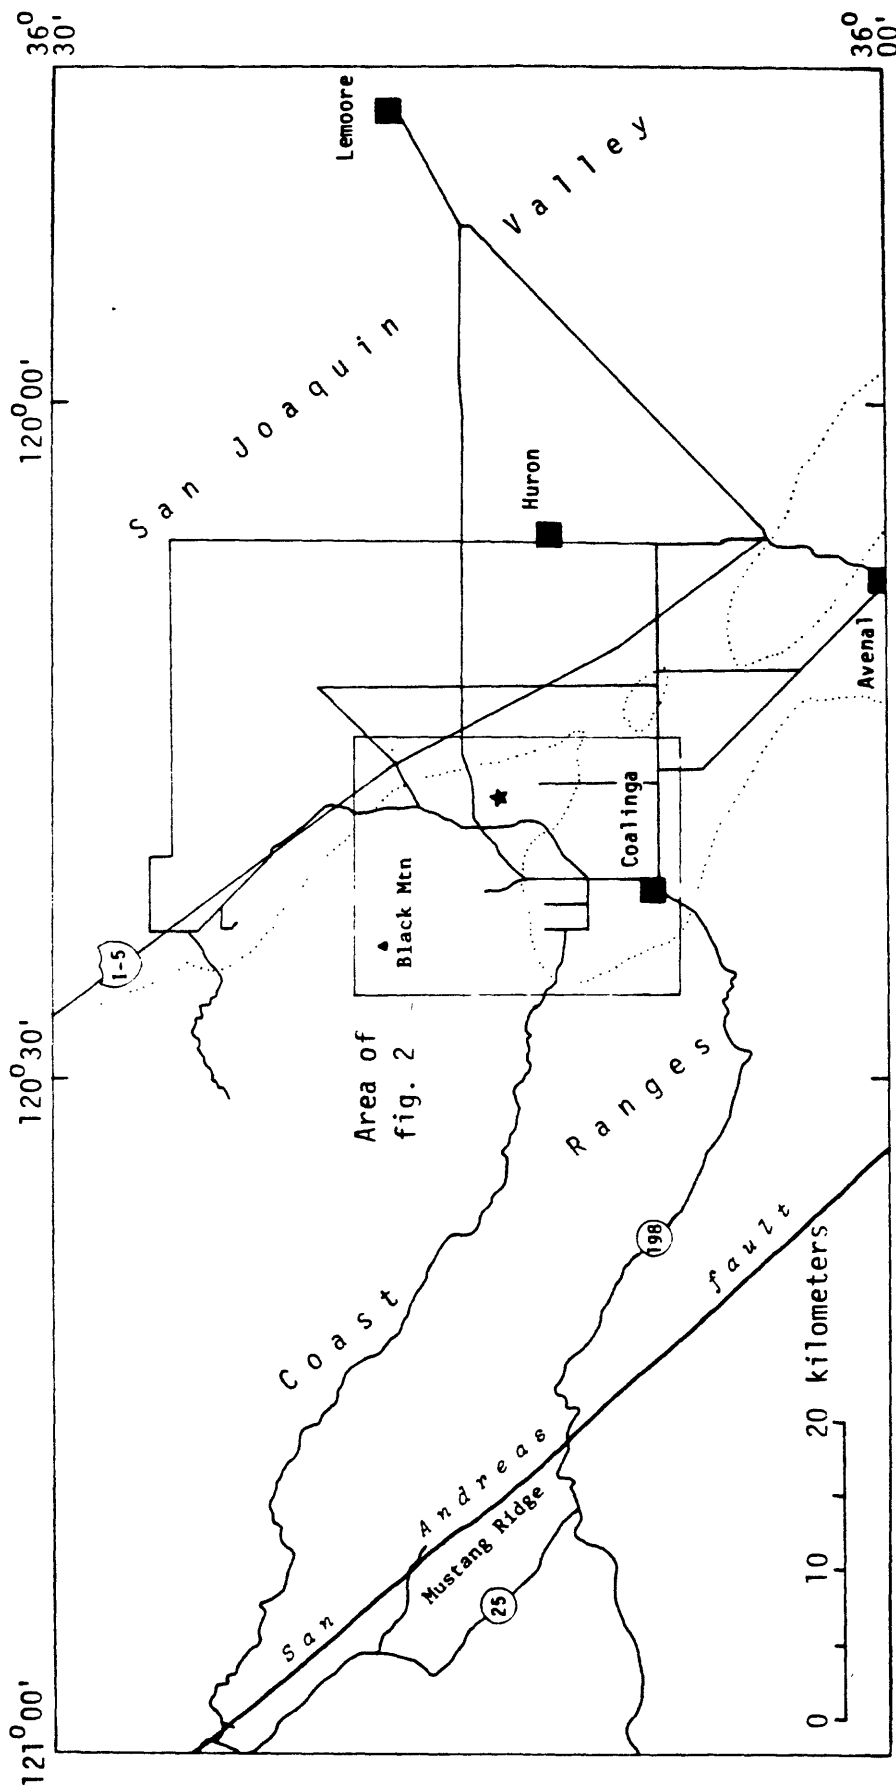 121°00'
120°30'
120°00'
36°
30'
36°
00'
I-5
San Joaquin
Valley
Lemoore
Huron
Black Mtn
Area of
fig. 2
Coalinga
Avenal
Coast
Ranges
San Andreas fault
Mustang Ridge
25
198
0 10 20 kilometers